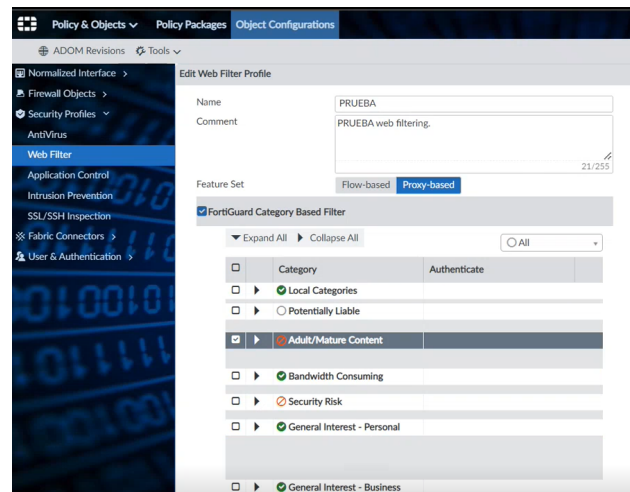 Policy & Objects Policy Packages Object Configurations
ADOM Revisions Tools
Normalized Interface
Firewall Objects
Security Profiles
AntiVirus
Web Filter
Application Control
Intrusion Prevention
SSL/SSH Inspection
Fabric Connectors
User & Authentication
Edit Web Filter Profile
Name PRUEBA
Comment PRUEBA web filtering.
21/255
Feature Set Flow-based Proxy-based
FortiGuard Category Based Filter
Expand All Collapse All All
Category Authenticate
Local Categories
Potentially Liable
Adult/Mature Content
Bandwidth Consuming
Security Risk
General Interest - Personal
General Interest - Business